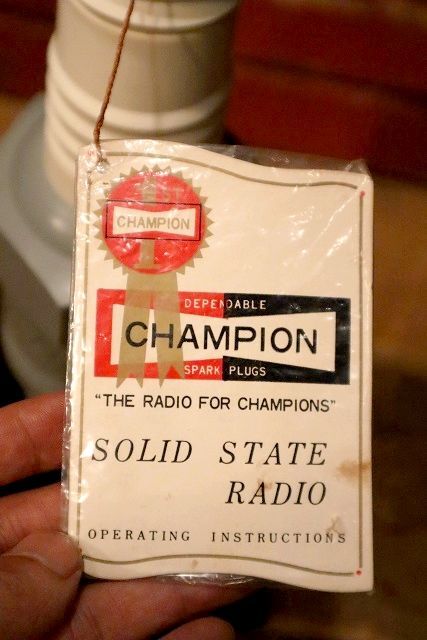 CHAMPION
DEPENDABLE
CHAMPION
SPARK PLUGS
"THE RADIO FOR CHAMPIONS"
SOLID STATE
RADIO
OPERATING INSTRUCTIONS